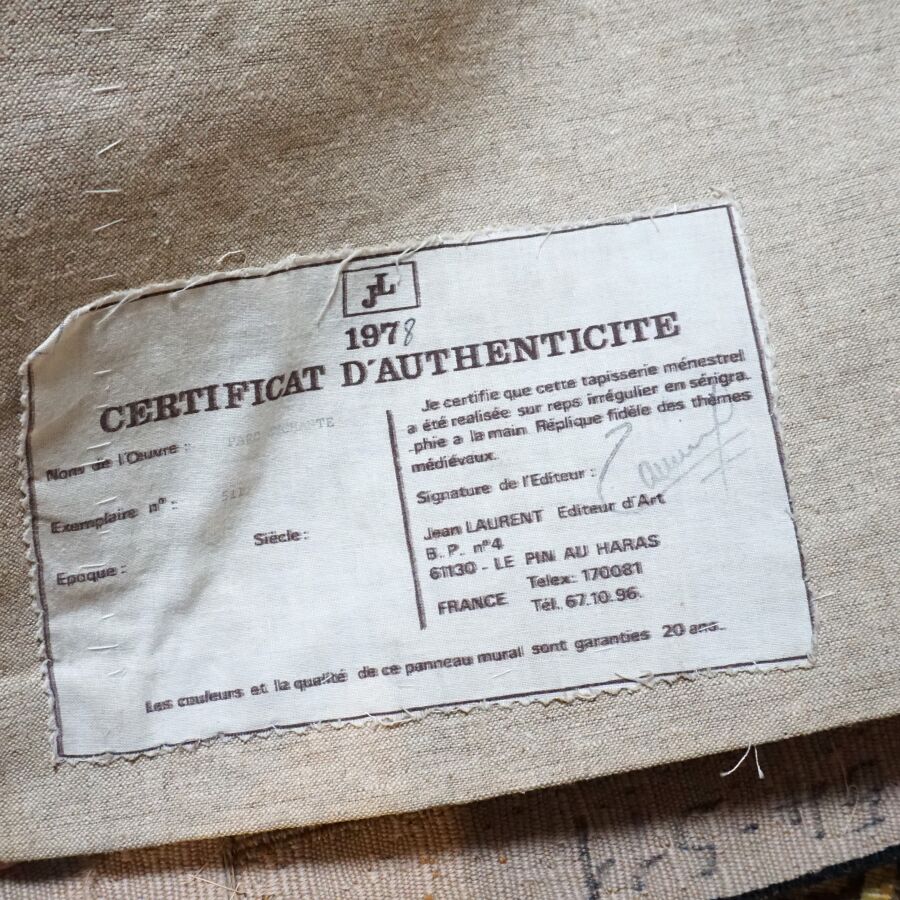 JL
1978
CERTIFICAT D'AUTHENTICITE
Noms de l'Œuvre :
Exemplaire n° :
Siècle :
Epoque :
Je certifie que cette tapisserie ménestrel
a été realisée sur reps irrégulier en sérigra.
phie a la main. Réplique fidèle des thèmes
médiévaux.
Signature de l'Editeur :
Jean LAURENT Editeur d'Art
B.P. n°4
61130 - LE PIN AU HARAS
Telex: 170081
FRANCE Tél. 67.10.96.
Les couleurs et la qualité de ce panneau mural sont garanties 20 ans.